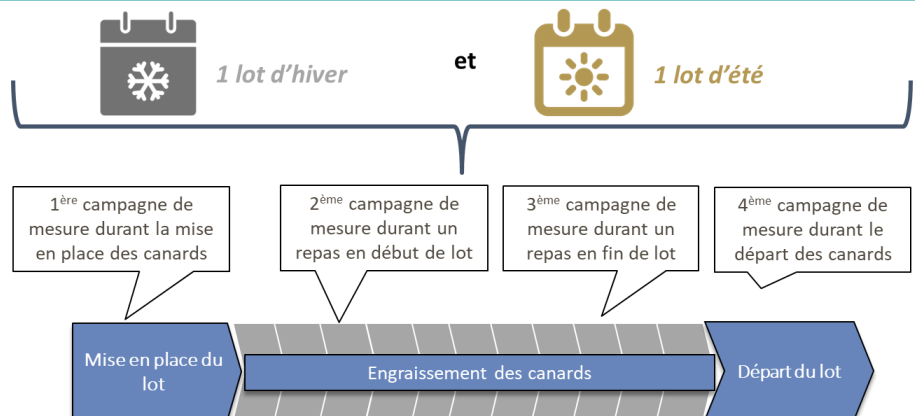 1 lot d’hiver
et
1 lot d’été
1ère campagne de
mesure durant la mise
en place des canards
2ème campagne de
mesure durant un
repas en début de lot
3ème campagne de
mesure durant un
repas en fin de lot
4ème campagne de
mesure durant le
départ des canards
Mise en place du
lot
Engraissement des canards
Départ du lot